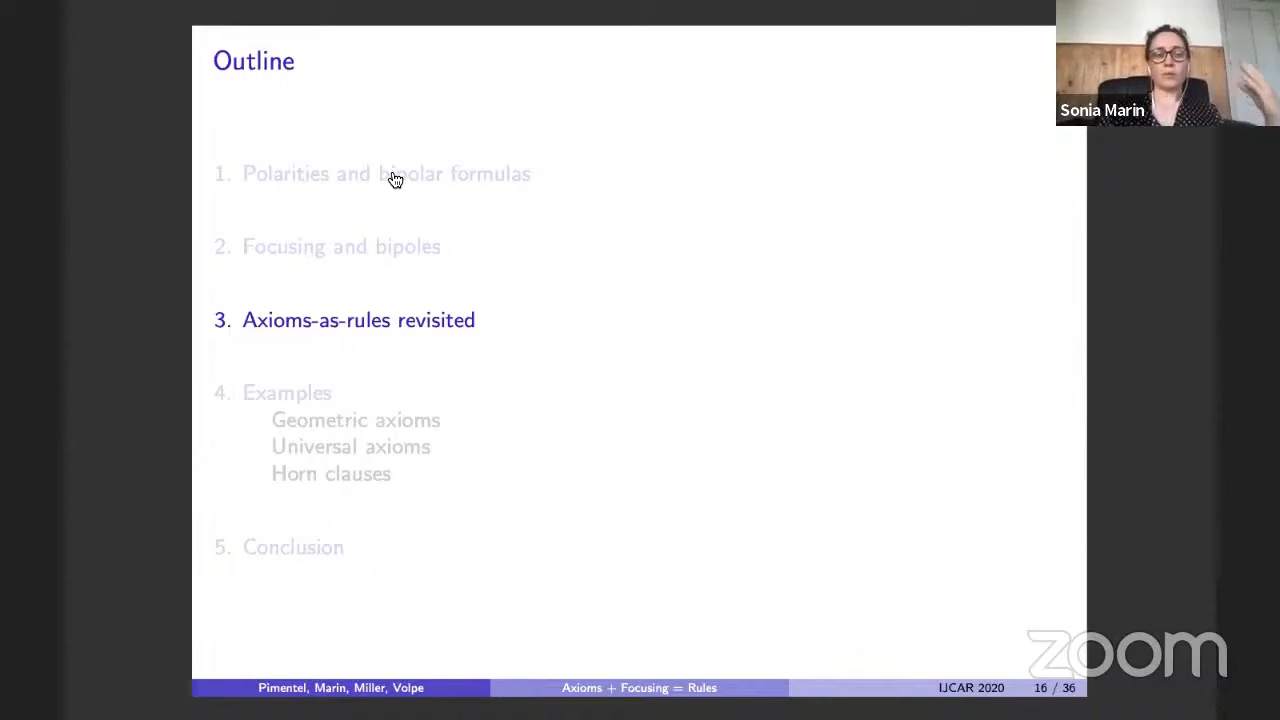 Outline
Sonia Marin
1. Polarities and bipolar formulas
2. Focusing and bipoles
3. Axioms-as-rules revisited
4. Examples
Geometric axioms
Universal axioms
Horn clauses
5. Conclusion
zoom
Pimentel, Marin, Miller, Volpe Axioms + Focusing = Rules IJCAR 2020 16 / 36